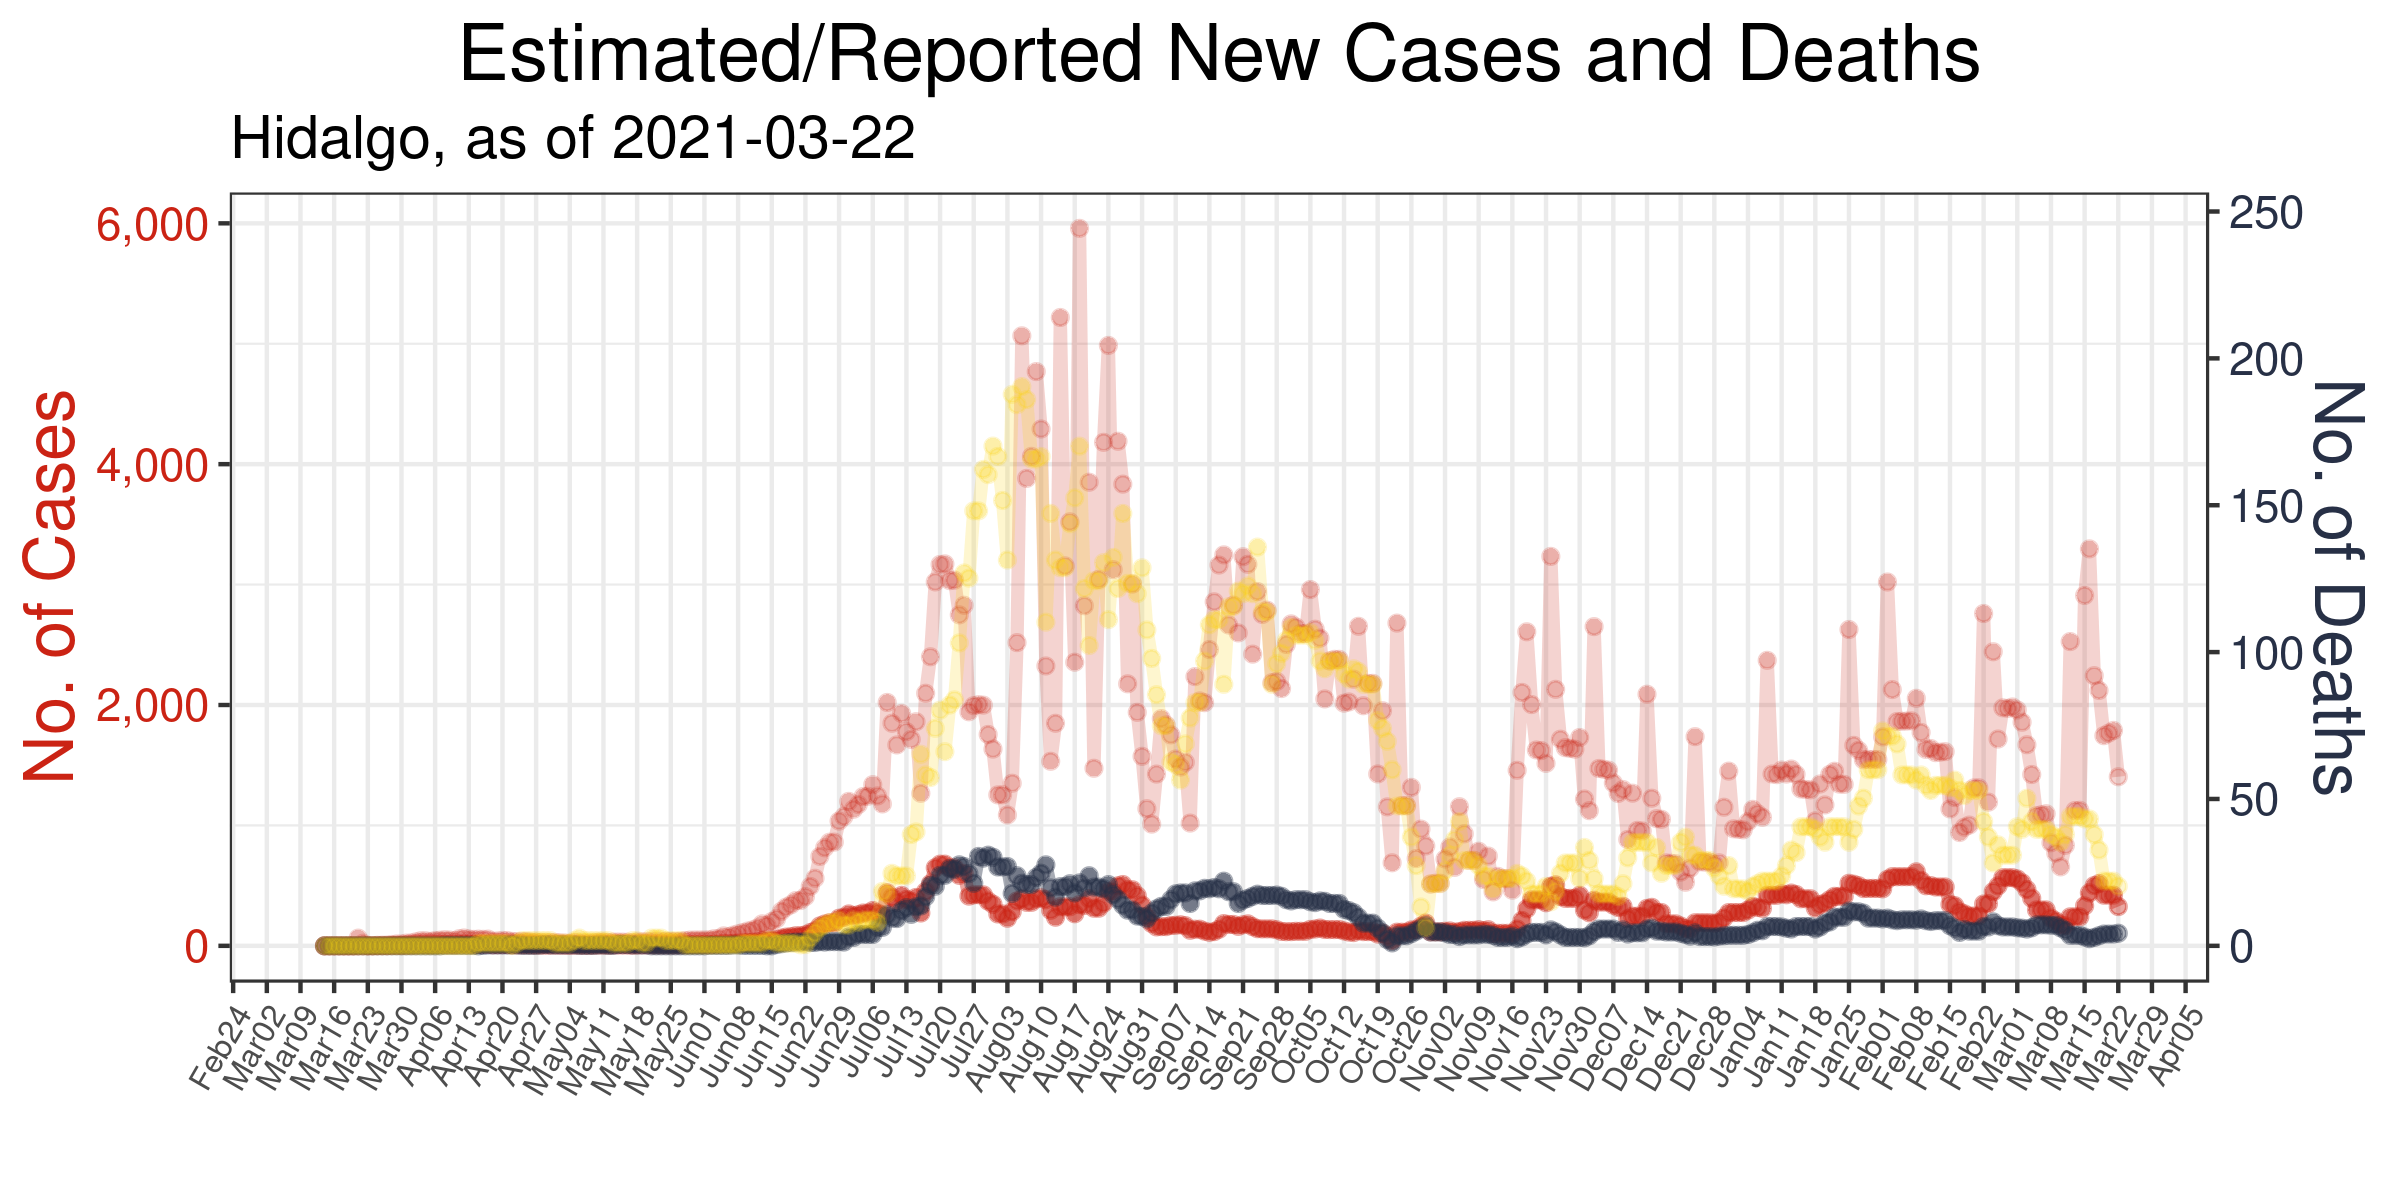 Estimated/Reported New Cases and Deaths
Hidalgo, as of 2021-03-22
No. of Cases
6,000
4,000
2,000
0
250
200
150
100
50
0
No. of Deaths
Feb24
Mar02
Mar09
Mar16
Mar23
Mar30
Apr06
Apr13
Apr20
Apr27
May04
May11
May18
May25
Jun01
Jun08
Jun15
Jun22
Jun29
Jul06
Jul13
Jul20
Jul27
Aug03
Aug10
Aug17
Aug24
Aug31
Sep07
Sep14
Sep21
Sep28
Oct05
Oct12
Oct19
Oct26
Nov02
Nov09
Nov16
Nov23
Nov30
Dec07
Dec14
Dec21
Dec28
Jan04
Jan11
Jan18
Jan25
Feb01
Feb08
Feb15
Feb22
Mar01
Mar08
Mar15
Mar22
Mar29
Apr05